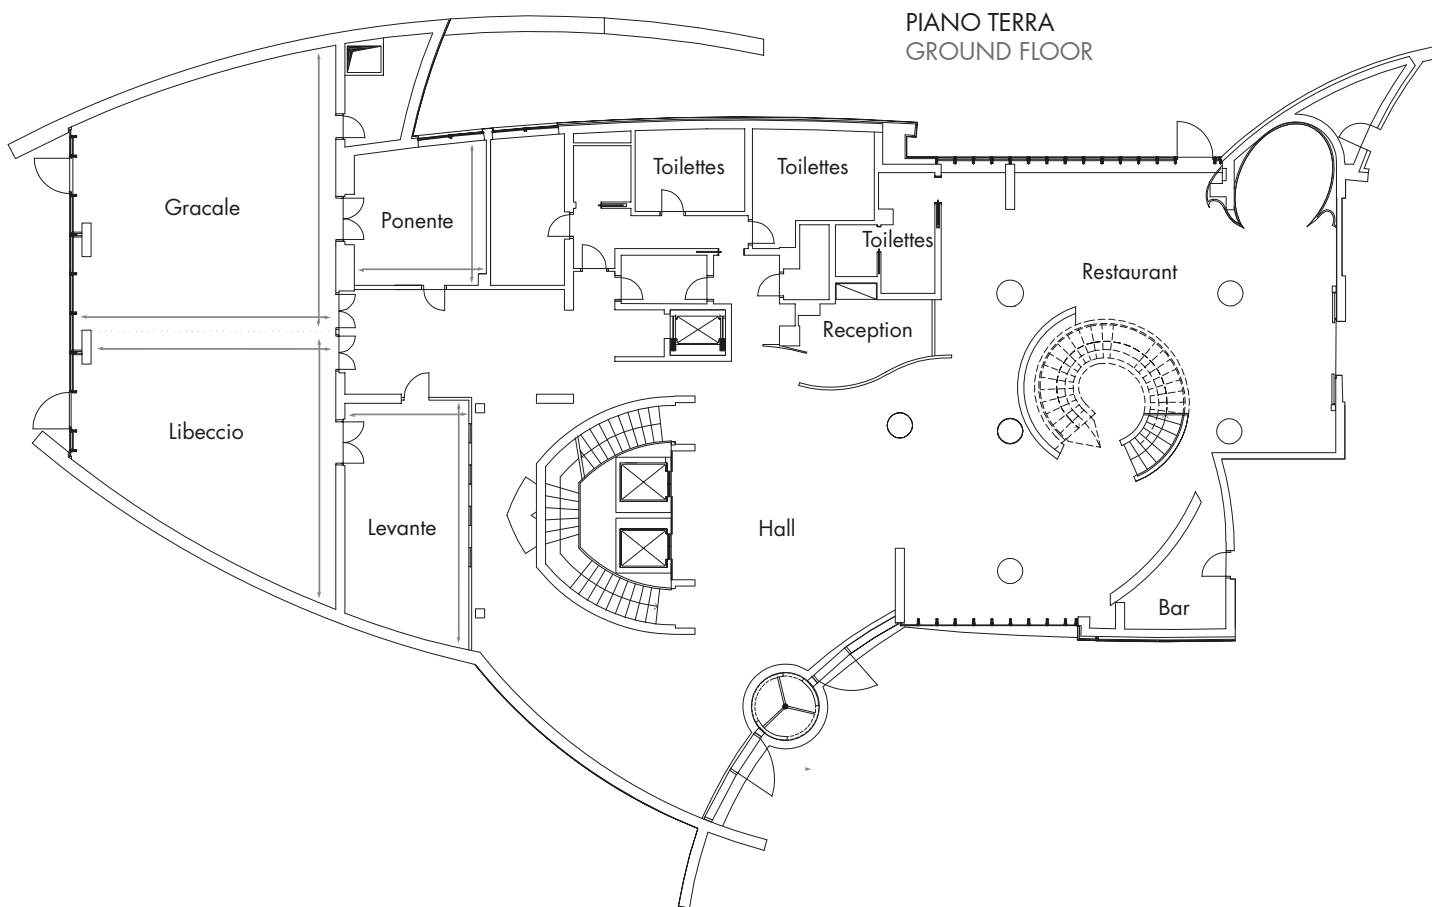 PIANO TERRA
GROUND FLOOR
Toilettes
Toilettes
Gracale
Ponente
Toilettes
Restaurant
Reception
Libeccio
Levante
Hall
Bar